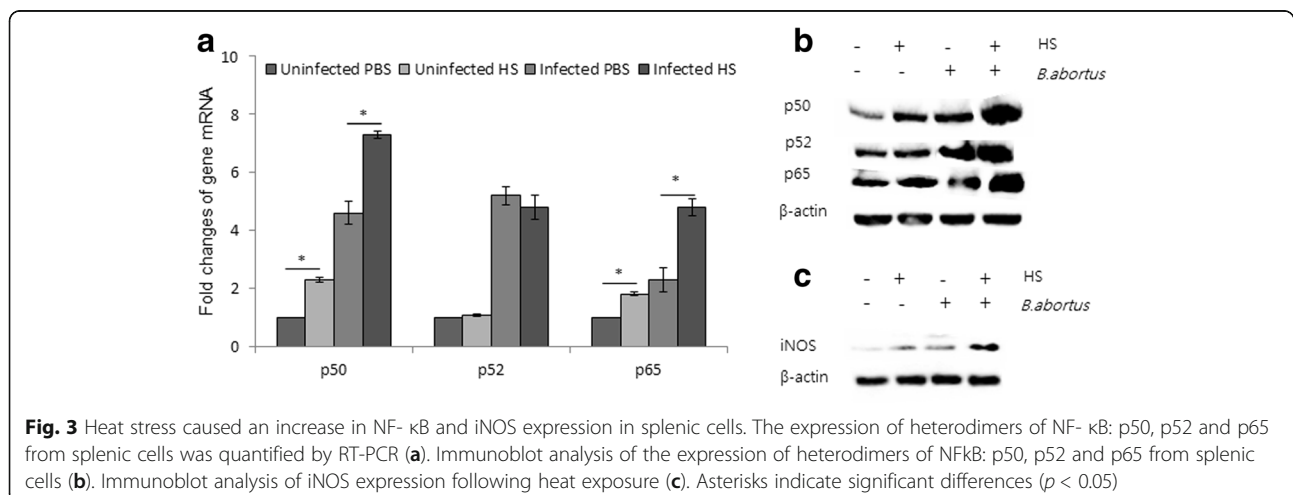 a
10
8
6
4
2
0
Fold changes of gene mRNA
Uninfected PBS Uninfected HS Infected PBS Infected HS
* *
* *
p50 p52 p65
b
- + - + HS
- - + + B.abortus
p50
p52
p65
β-actin
c
- + - + HS
- - + + B.abortus
iNOS
β-actin
Fig. 3 Heat stress caused an increase in NF- κB and iNOS expression in splenic cells. The expression of heterodimers of NF- κB: p50, p52 and p65
from splenic cells was quantified by RT-PCR (a). Immunoblot analysis of the expression of heterodimers of NFkB: p50, p52 and p65 from splenic
cells (b). Immunoblot analysis of iNOS expression following heat exposure (c). Asterisks indicate significant differences (p < 0.05)